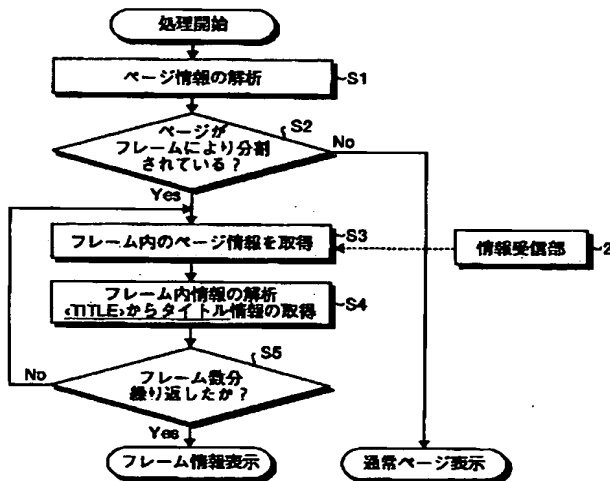 処理開始
ページ情報の解析
S1
ページが
フレームにより分割
されている？
S2
No
Yes
フレーム内のページ情報を取得
S3
情報受信部
2
フレーム内情報の解析
<TITLE>からタイトル情報の取得
S4
フレーム数分
繰り返したか？
S5
No
Yes
フレーム情報表示
通常ページ表示